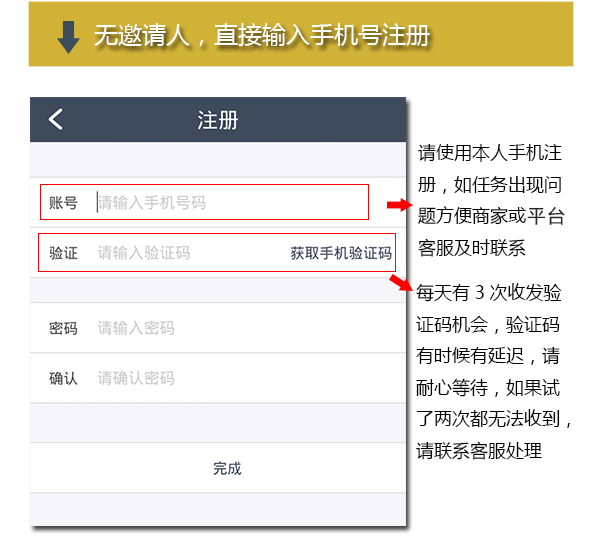 无邀请人，直接输入手机号注册
注册
账号 请输入手机号码
验证 请输入验证码 获取手机验证码
密码 请输入密码
确认 请确认密码
完成
请使用本人手机注
册，如任务出现问
题方便商家或平台
客服及时联系
每天有 3 次收发验
证码机会，验证码
有时候有延迟，请
耐心等待，如果试
了两次都无法收到，
请联系客服处理